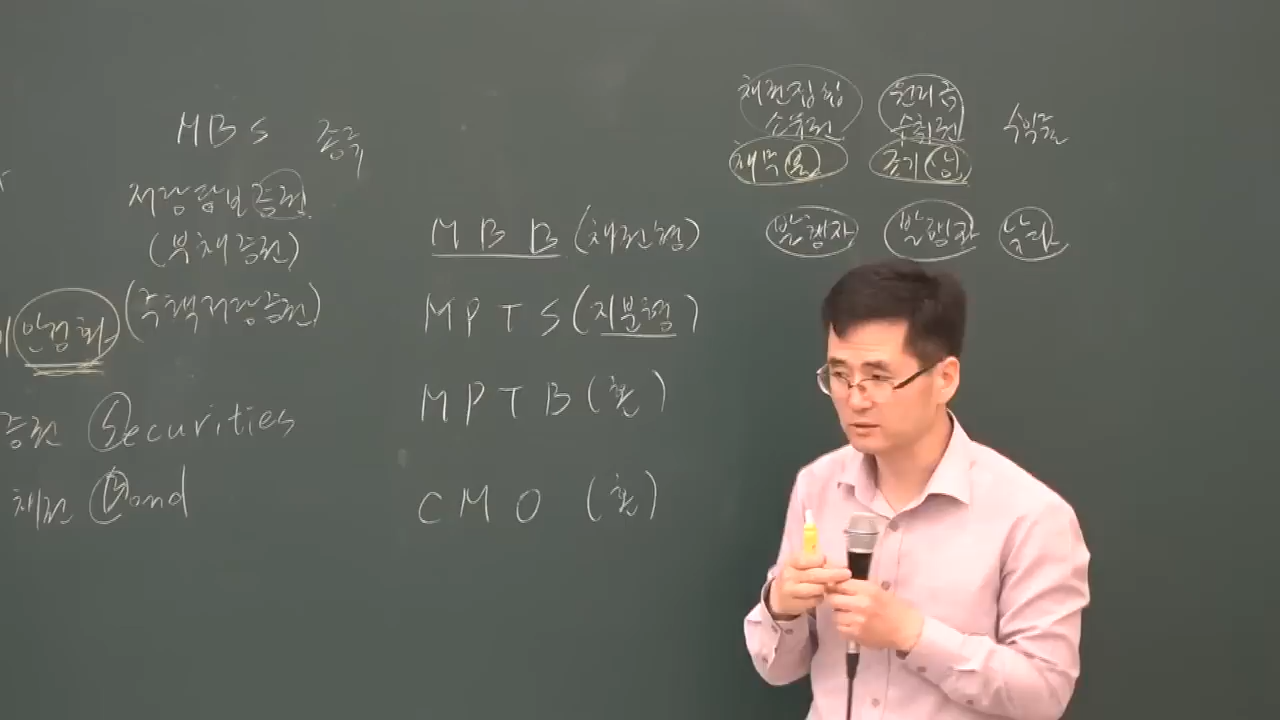 MBS 종류
저당담보증권
(부채증권)
(주택저당증권)
안정화
증권 Securities
채권 Bond
MBB (채권형)
MPTS (지분형)
MPTB (혼)
CMO (혼)
채권집합 원리금 수익률
소유권 수취권
채무불 조기상
발행자 발행자 낮다